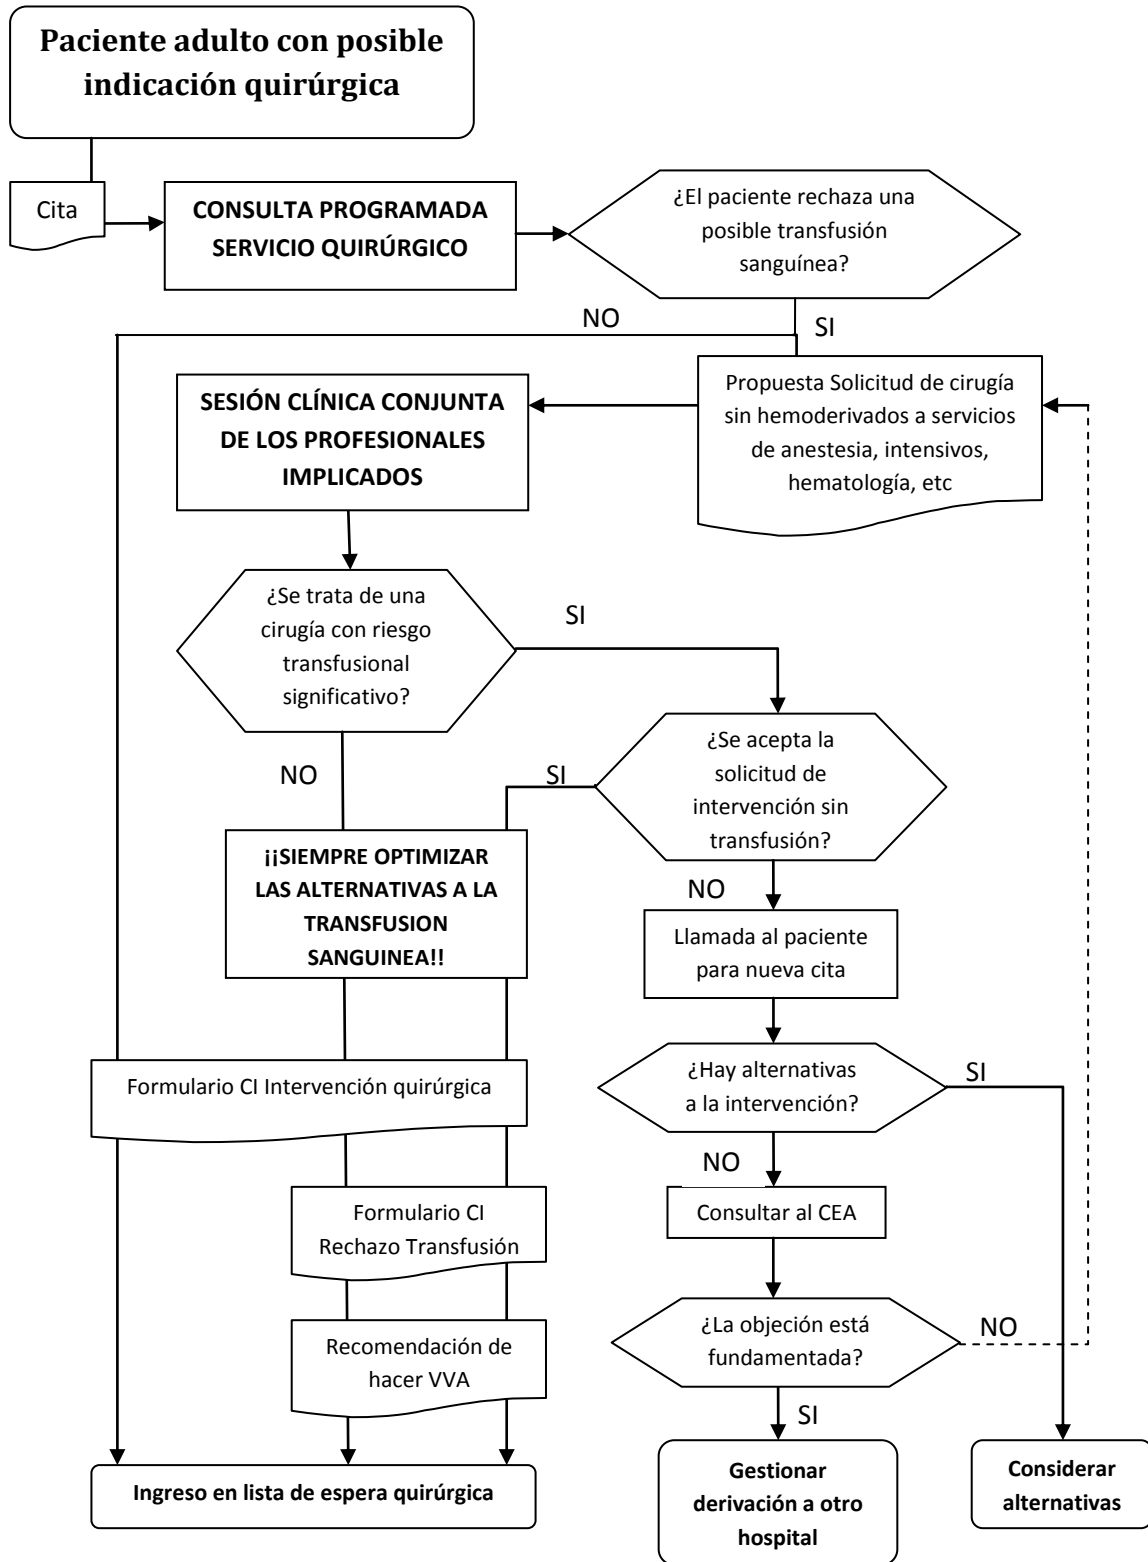 Paciente adulto con posible
indicación quirúrgica
Cita
CONSULTA PROGRAMADA
SERVICIO QUIRÚRGICO
¿El paciente rechaza una
posible transfusión
sanguínea?
NO
SI
SESIÓN CLÍNICA CONJUNTA
DE LOS PROFESIONALES
IMPLICADOS
Propuesta Solicitud de cirugía
sin hemoderivados a servicios
de anestesia, intensivos,
hematología, etc
¿Se trata de una
cirugía con riesgo
transfusional
significativo?
SI
NO
SI
¿Se acepta la
solicitud de
intervención sin
transfusión?
¡¡SIEMPRE OPTIMIZAR
LAS ALTERNATIVAS A LA
TRANSFUSION
SANGUINEA!!
NO
Llamada al paciente
para nueva cita
Formulario CI Intervención quirúrgica
¿Hay alternativas
a la intervención?
SI
NO
Formulario CI
Rechazo Transfusión
Consultar al CEA
Recomendación de
hacer VVA
¿La objeción está
fundamentada?
NO
SI
Ingreso en lista de espera quirúrgica
Gestionar
derivación a otro
hospital
Considerar
alternativas